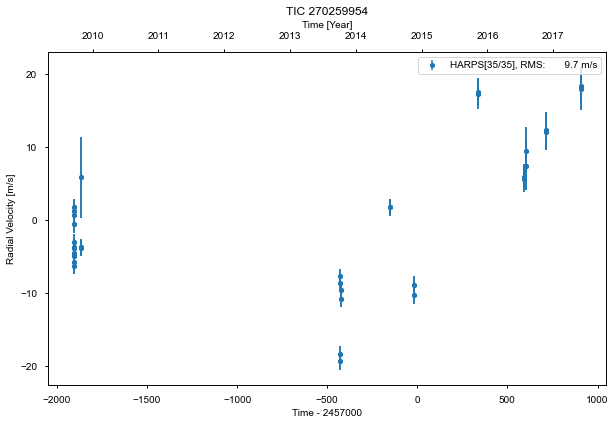 TIC 270259954
Time [Year]
2010 2011 2012 2013 2014 2015 2016 2017
HARPS[35/35], RMS: 9.7 m/s
Radial Velocity [m/s]
20
10
0
−10
−20
−2000 −1500 −1000 −500 0 500 1000
Time - 2457000